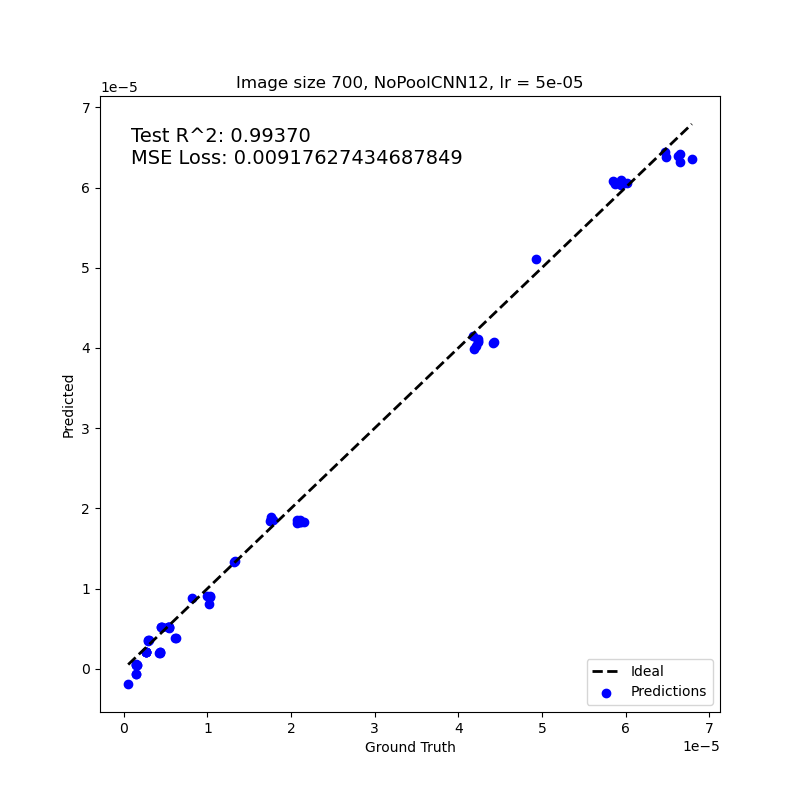 Image size 700, NoPoolCNN12, lr = 5e-05
1e−5
7
Test R^2: 0.99370
MSE Loss: 0.00917627434687849
6
5
4
3
2
1
0
Predicted
Ideal
Predictions
0 1 2 3 4 5 6 7
Ground Truth
1e−5